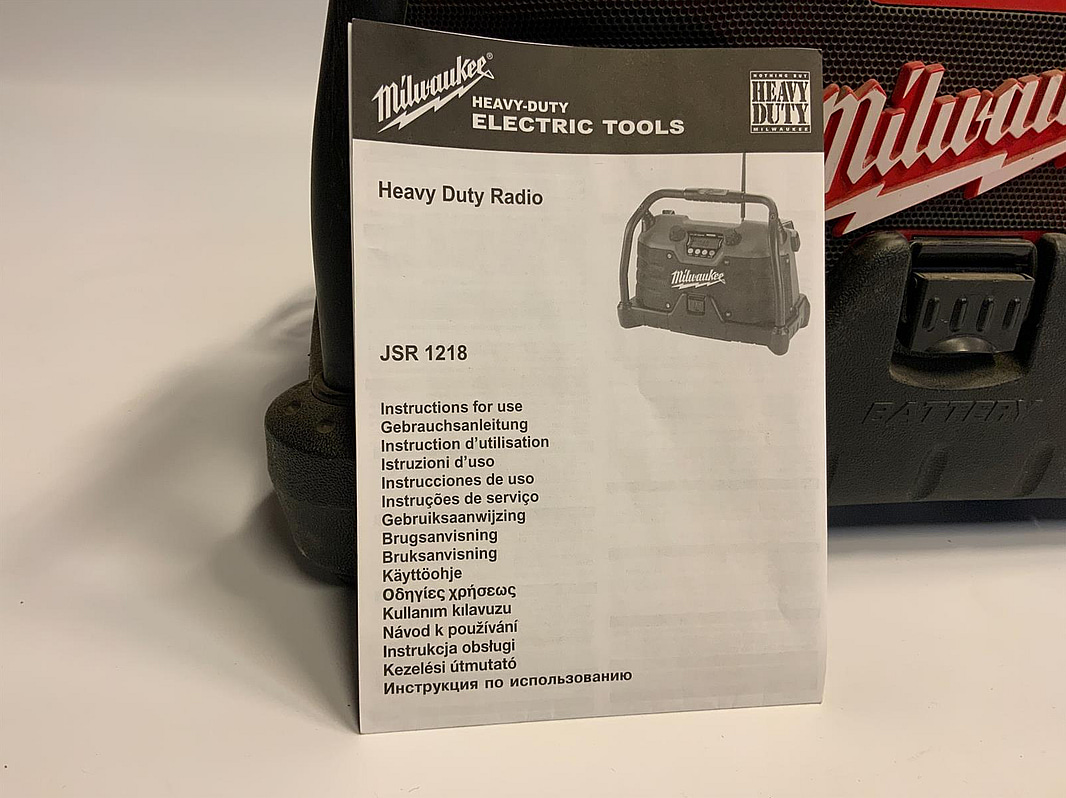 Milwaukee®
HEAVY-DUTY
ELECTRIC TOOLS
NOTHING BUT
HEAVY
DUTY
MILWAUKEE
Heavy Duty Radio
Milwaukee
JSR 1218
Instructions for use
Gebrauchsanleitung
Instruction d'utilisation
Istruzioni d'uso
Instrucciones de uso
Instruções de serviço
Gebruiksaanwijzing
Brugsanvisning
Bruksanvisning
Käyttöohje
Οδηγίες χρήσεως
Kullanım kılavuzu
Návod k používání
Instrukcja obsługi
Kezelési útmutató
Инструкция по использованию
Milwau
BATTERY